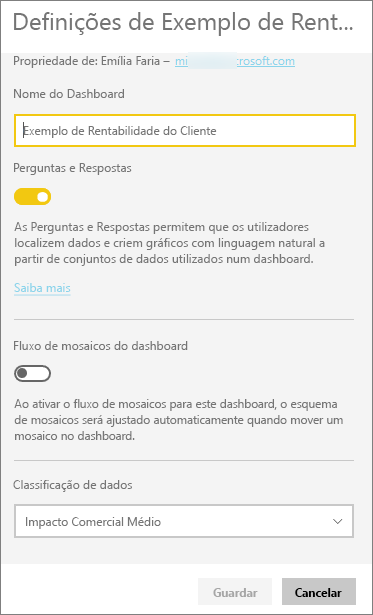 Definições de Exemplo de Rent...
Propriedade de: Emília Faria – mi crosoft.com
Nome do Dashboard
Exemplo de Rentabilidade do Cliente
Perguntas e Respostas
As Perguntas e Respostas permitem que os utilizadores
localizem dados e criem gráficos com linguagem natural a
partir de conjuntos de dados utilizados num dashboard.
Saiba mais
Fluxo de mosaicos do dashboard
Ao ativar o fluxo de mosaicos para este dashboard, o esquema
de mosaicos será ajustado automaticamente quando mover um
mosaico no dashboard.
Classificação de dados
Impacto Comercial Médio
Guardar Cancelar